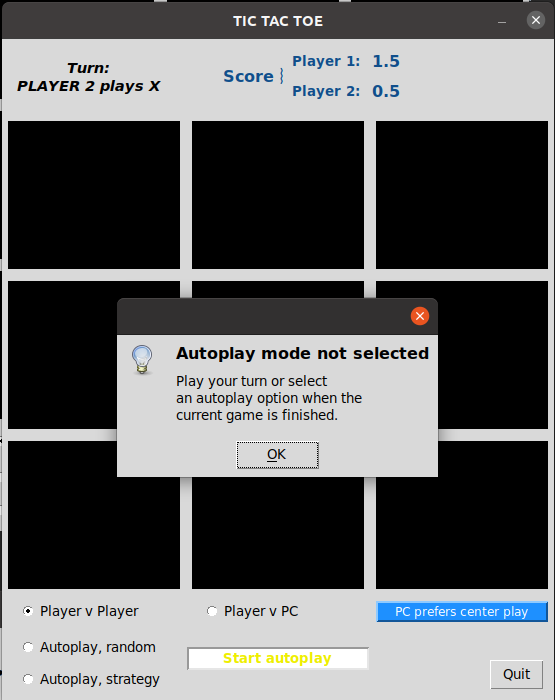 TIC TAC TOE
Turn:
PLAYER 2 plays X
Score
Player 1: 1.5
Player 2: 0.5
Autoplay mode not selected
Play your turn or select
an autoplay option when the
current game is finished.
OK
Player v Player
Player v PC
PC prefers center play
Autoplay, random
Start autoplay
Autoplay, strategy
Quit